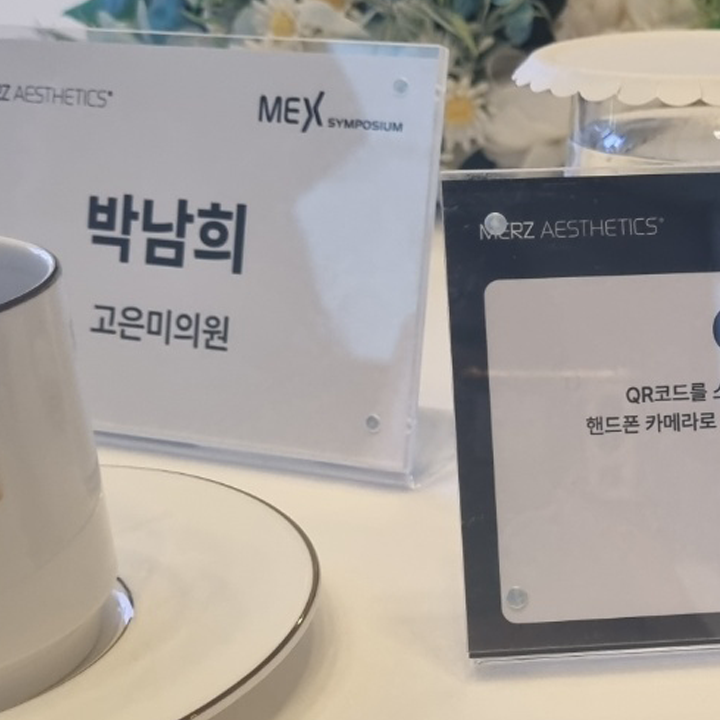 AESTHETICS
MEX SYMPOSIUM
박남희
고은미의원
MERZ AESTHETICS
QR코드를
핸드폰 카메라로